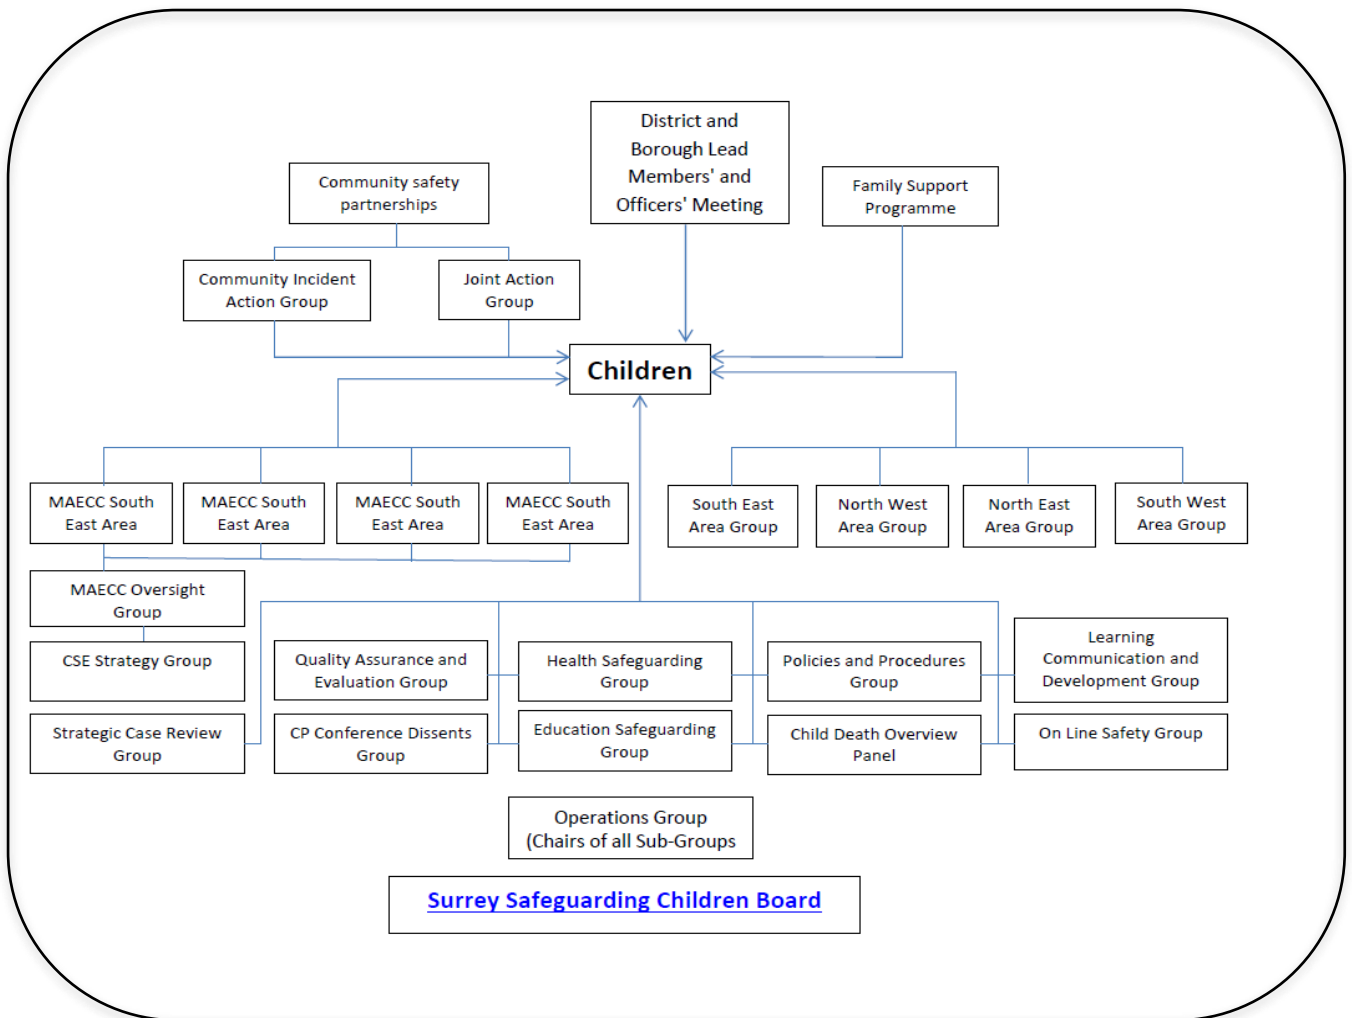 District and
Borough Lead
Members' and
Officers' Meeting
Community safety
partnerships
Family Support
Programme
Community Incident
Action Group
Joint Action
Group
Children
MAECC South
East Area
MAECC South
East Area
MAECC South
East Area
MAECC South
East Area
South East
Area Group
North West
Area Group
North East
Area Group
South West
Area Group
MAECC Oversight
Group
CSE Strategy Group
Quality Assurance and
Evaluation Group
Health Safeguarding
Group
Policies and Procedures
Group
Learning
Communication and
Development Group
Strategic Case Review
Group
CP Conference Dissents
Group
Education Safeguarding
Group
Child Death Overview
Panel
On Line Safety Group
Operations Group
(Chairs of all Sub-Groups
Surrey Safeguarding Children Board